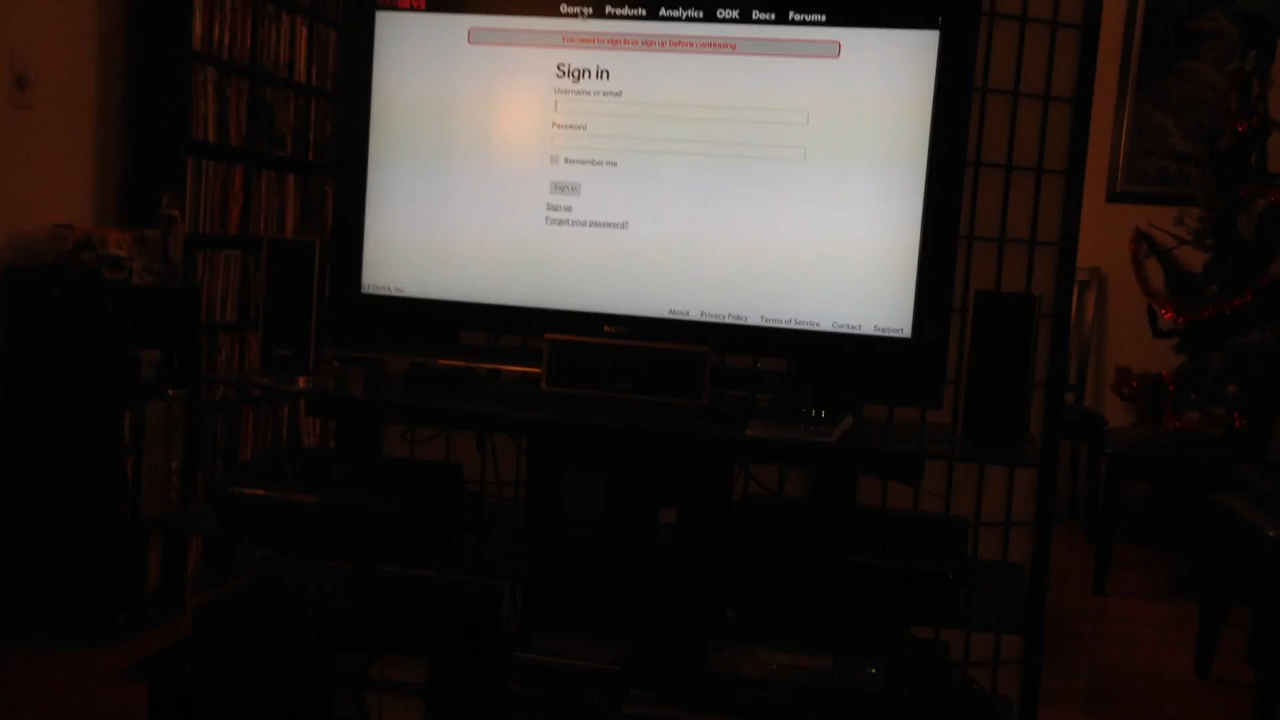 Games Products Analytics ODK Docs Forums
You need to sign in or sign up before continuing
Sign in
Username or email
Password
Remember me
Sign in
Sign up
Forgot your password?
About Privacy Policy Terms of Service Contact Support